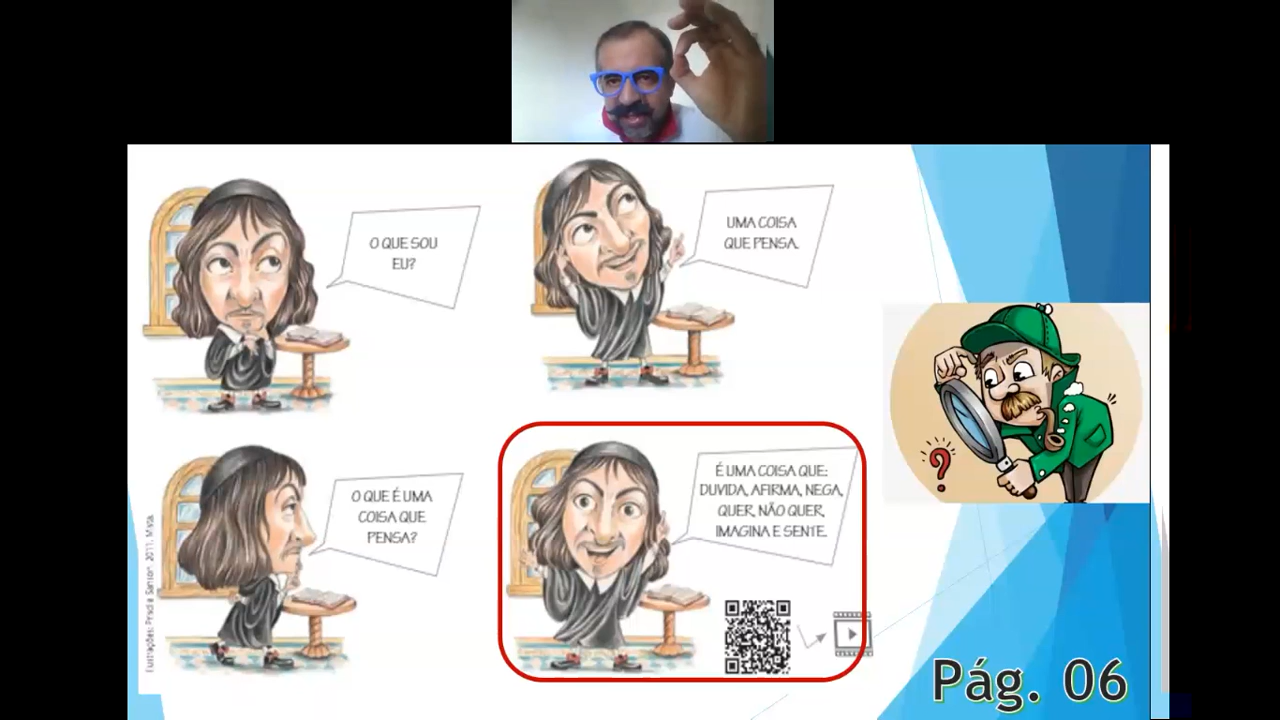 O QUE SOU
EU?
UMA COISA
QUE PENSA.
O QUE É UMA
COISA QUE
PENSA?
É UMA COISA QUE:
DUVIDA, AFIRMA, NEGA,
QUER, NÃO QUER,
IMAGINA E SENTE.
?
Pág. 06